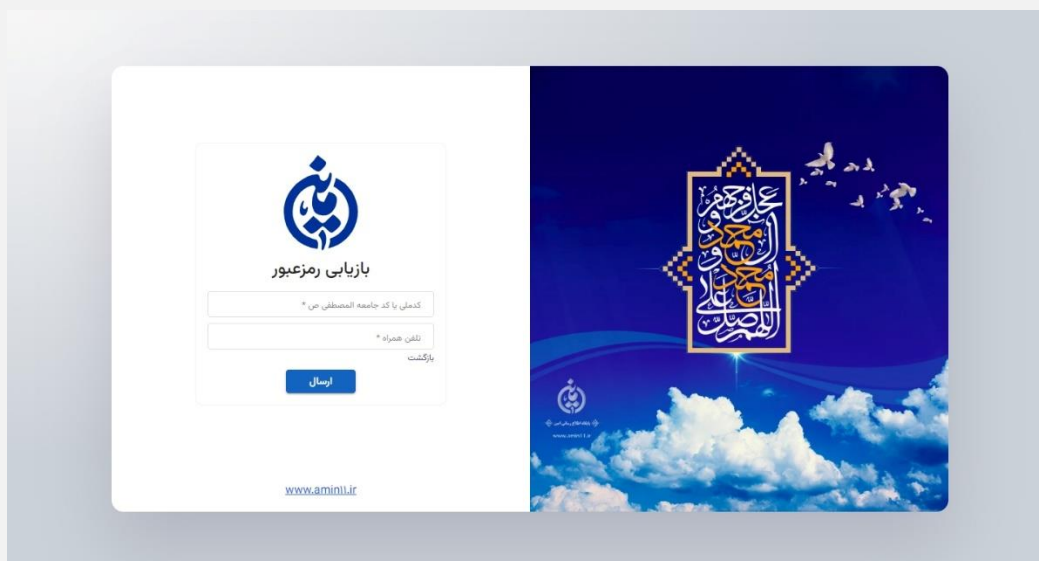 بازیابی رمزعبور
کدملی یا کد جامعه المصطفی ص *
تلفن همراه *
بازگشت
ارسال
www.amin۱۱.ir
اللهم صل علی
محمد و
آل محمد و
عجل فرجهم